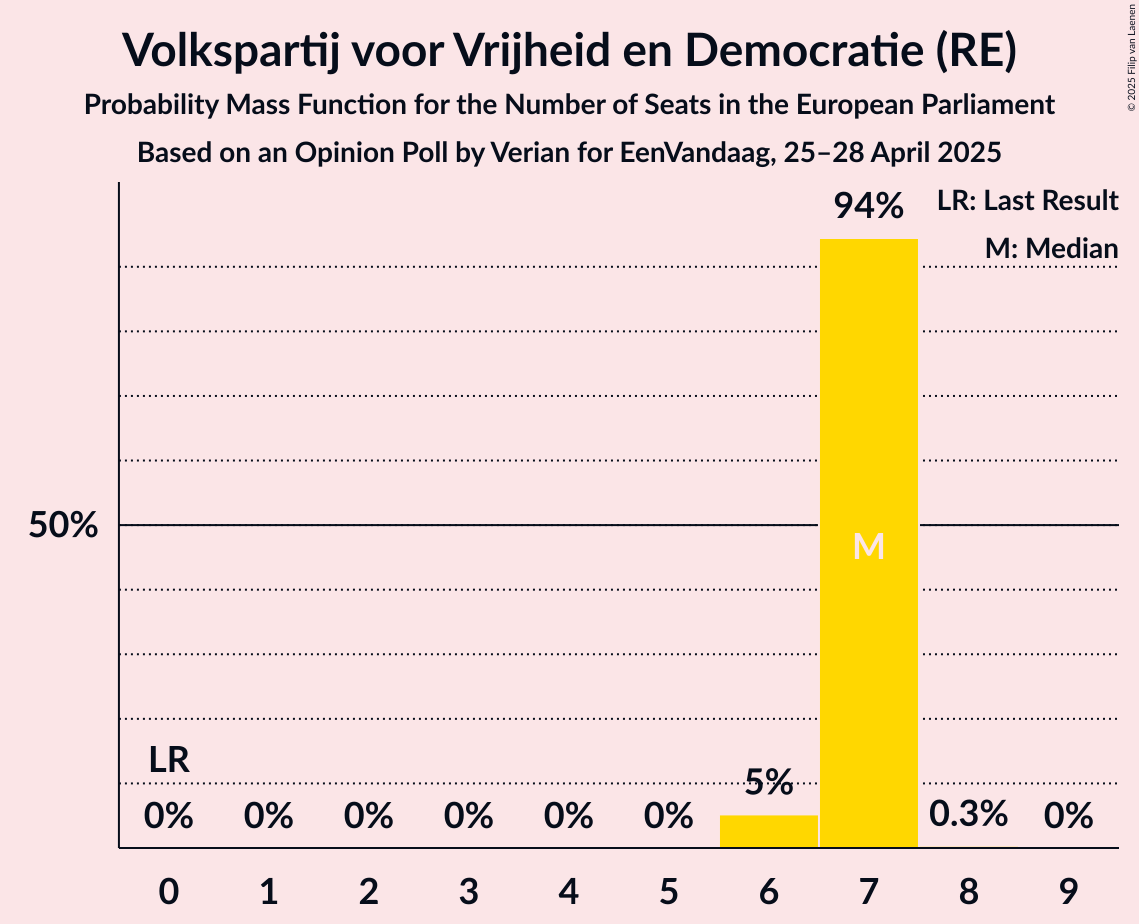 Volkspartij voor Vrijheid en Democratie (RE)
Probability Mass Function for the Number of Seats in the European Parliament
Based on an Opinion Poll by Verian for EenVandaag, 25–28 April 2025
© 2025 Filip van Laenen
LR: Last Result
M: Median
94%
50%
M
LR
5%
0% 0% 0% 0% 0% 0% 0.3% 0%
0 1 2 3 4 5 6 7 8 9